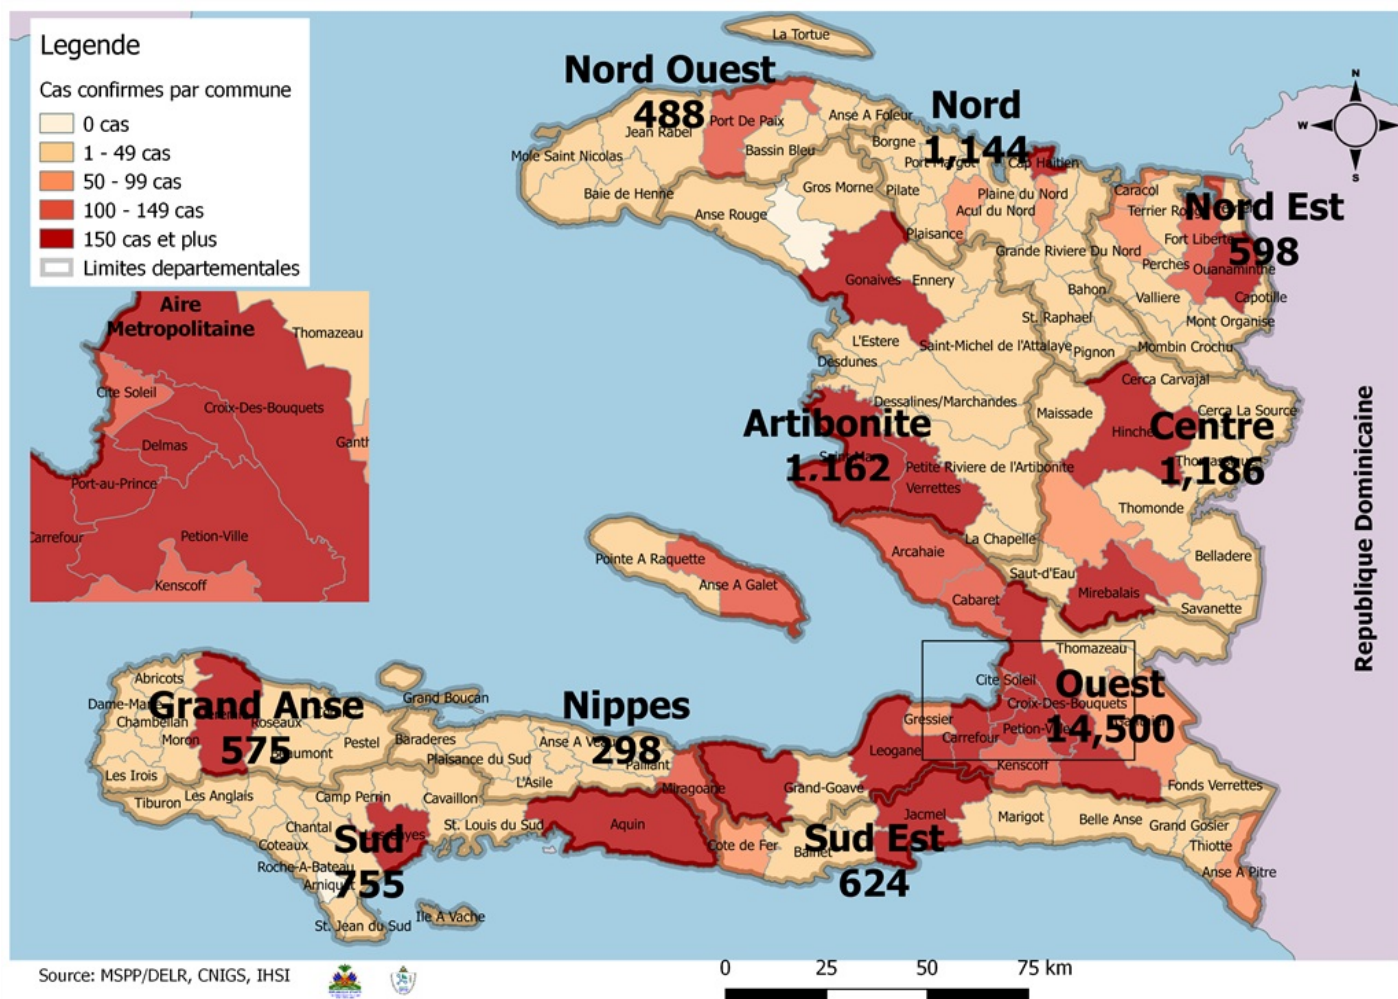 Legende
Cas confirmes par commune
0 cas
1 - 49 cas
50 - 99 cas
100 - 149 cas
150 cas et plus
Limites departementales
Aire
Metropolitaine
Thomazeau
Cite Soleil
Croix-Des-Bouquets
Delmas
Port-au-Prince
Carrefour
Petion-Ville
Kenscoff
La Tortue
Nord Ouest
488
Port De Paix
Jean Rabel
Bassin Bleu
Anse A Foleur
Mole Saint Nicolas
Baie de Henne
Anse Rouge
Gros Morne
N
W
S
Nord
1,144
Borgne
Port Margot
Cap Haitien
Pilate
Plaine du Nord
Acul du Nord
Plaisance
Grande Riviere Du Nord
Bahon
St. Raphael
Pignon
Nord Est
598
Caracol
Terrier Rouge
Fort Liberte
Perches
Ouanaminthe
Capotille
Valliere
Mont Organise
Mombin Crochu
Gonaives
Ennery
L'Estere
Saint-Michel de l'Attalaye
Desdunes
Dessalines/Marchandes
Artibonite
1,162
Petite Riviere de l'Artibonite
Verrettes
La Chapelle
Cerca Carvajal
Maissade
Cerca La Source
Hinche
Centre
1,186
Thomonde
Belladere
Saut-d'Eau
Mirebalais
Savanette
Republique Dominicaine
Pointe A Raquette
Anse A Galet
Arcahaie
Cabaret
Thomazeau
Cite Soleil
Ouest
14,500
Croix-Des-Bouquets
Gressier
Carrefour
Petion-Ville
Leogane
Kenscoff
Fonds Verrettes
Grand-Goave
Abricots
Grand Anse
575
Chambellan
Roseaux
Moron
Beaumont
Pestel
Les Irois
Grand Boucan
Nippes
298
Baraderes
Plaisance du Sud
L'Asile
Paillant
Miragoane
Tiburon
Les Anglais
Camp Perrin
Cavaillon
Chantal
St. Louis du Sud
Aquin
Coteaux
Sud
755
Roche-A-Bateau
St. Jean du Sud
Ile A Vache
Cote de Fer
Bainet
Sud Est
624
Jacmel
Marigot
Belle Anse
Grand Gosier
Thiotte
Anse A Pitre
Source: MSPP/DELR, CNIGS, IHSI
0 25 50 75 km